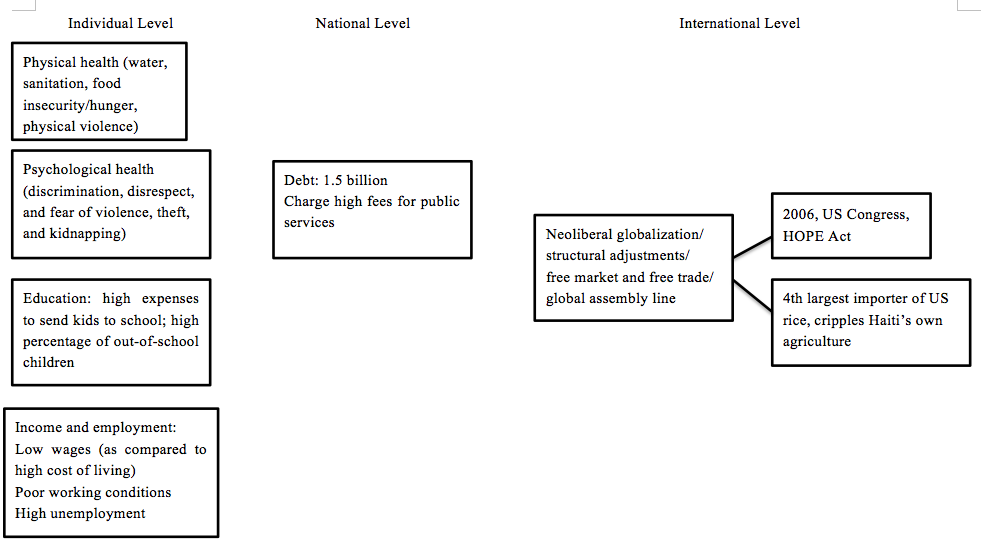 Individual Level
National Level
International Level
Physical health (water,
sanitation, food
insecurity/hunger,
physical violence)
Psychological health
(discrimination, disrespect,
and fear of violence, theft,
and kidnapping)
Education: high expenses
to send kids to school; high
percentage of out-of-school
children
Income and employment:
Low wages (as compared to
high cost of living)
Poor working conditions
High unemployment
Debt: 1.5 billion
Charge high fees for public
services
Neoliberal globalization/
structural adjustments/
free market and free trade/
global assembly line
2006, US Congress,
HOPE Act
4th largest importer of US
rice, cripples Haiti’s own
agriculture